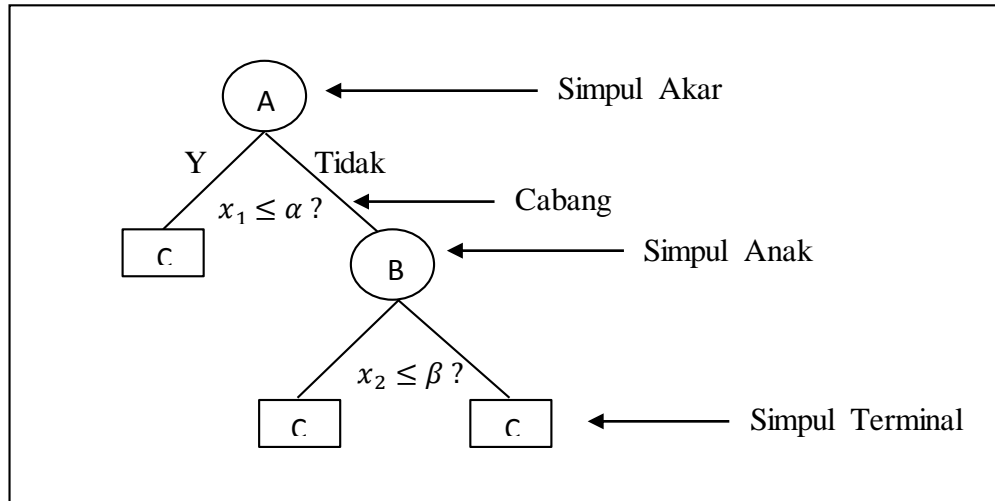 A
Simpul Akar
Y
Tidak
x₁ ≤ α ?
Cabang
C
B
Simpul Anak
x₂ ≤ β ?
C
C
Simpul Terminal